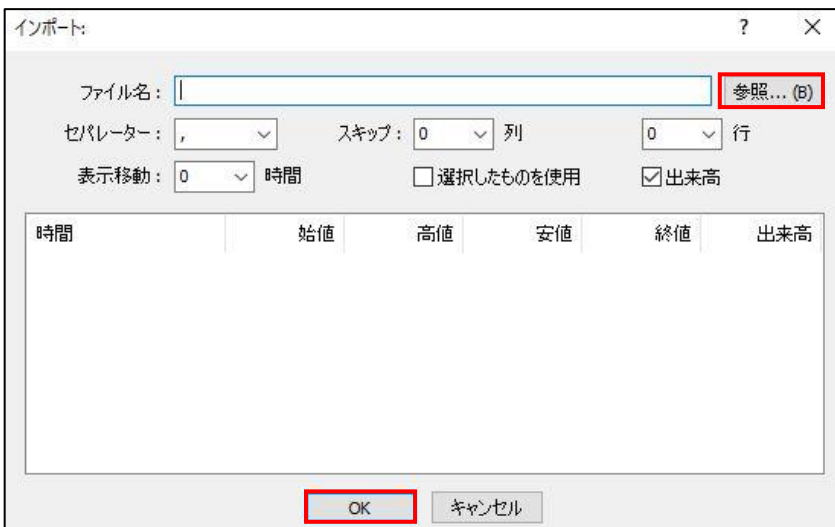 インポート: ?
ファイル名: 参照... (B)
セパレーター: , スキップ: 0 列 0 行
表示移動: 0 時間 選択したものを使用 出来高
時間 始値 高値 安値 終値 出来高
OK キャンセル